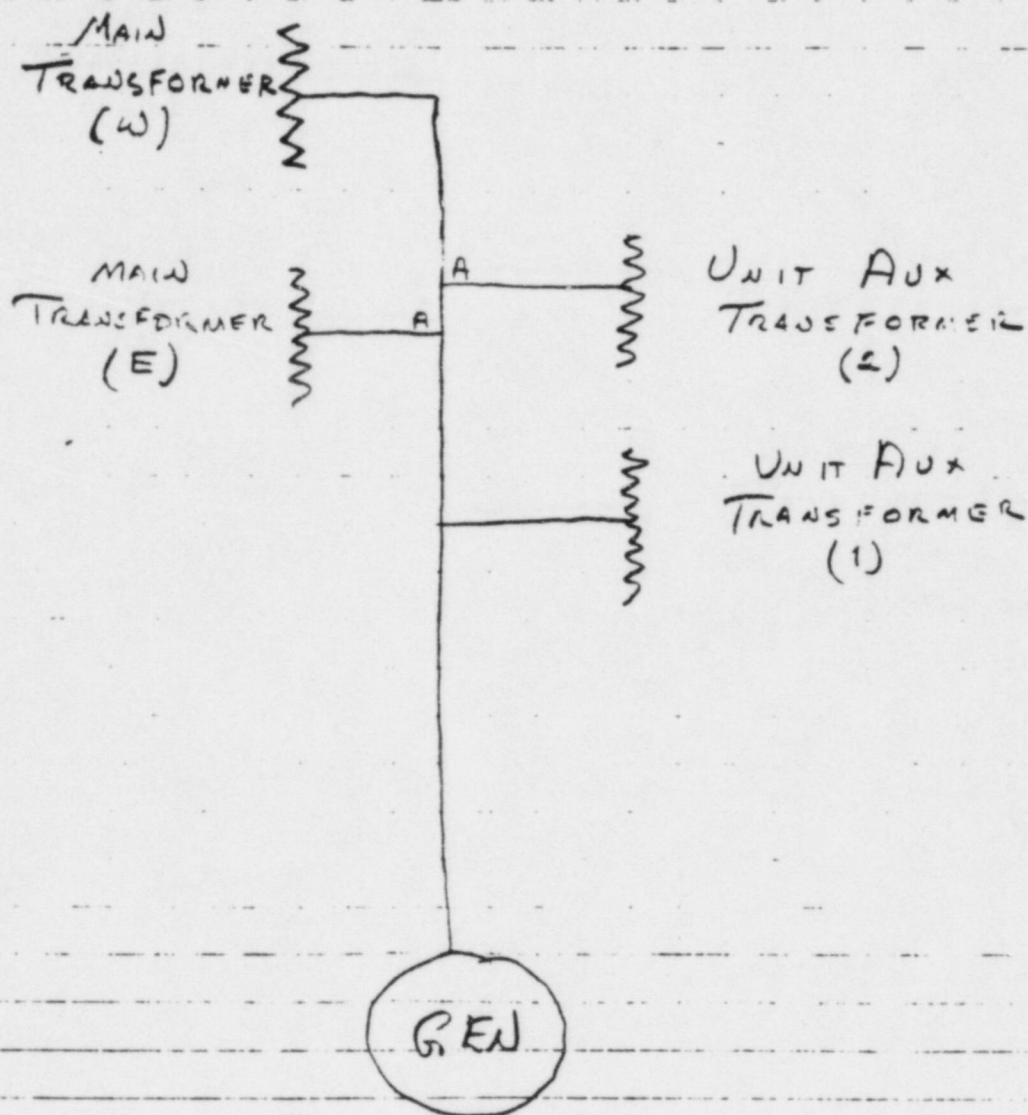 MAIN
TRANSFORMER
(W)
MAIN
TRANSFORMER
(E)
A
A
UNIT AUX
TRANSFORMER
(2)
UNIT AUX
TRANSFORMER
(1)
GEN